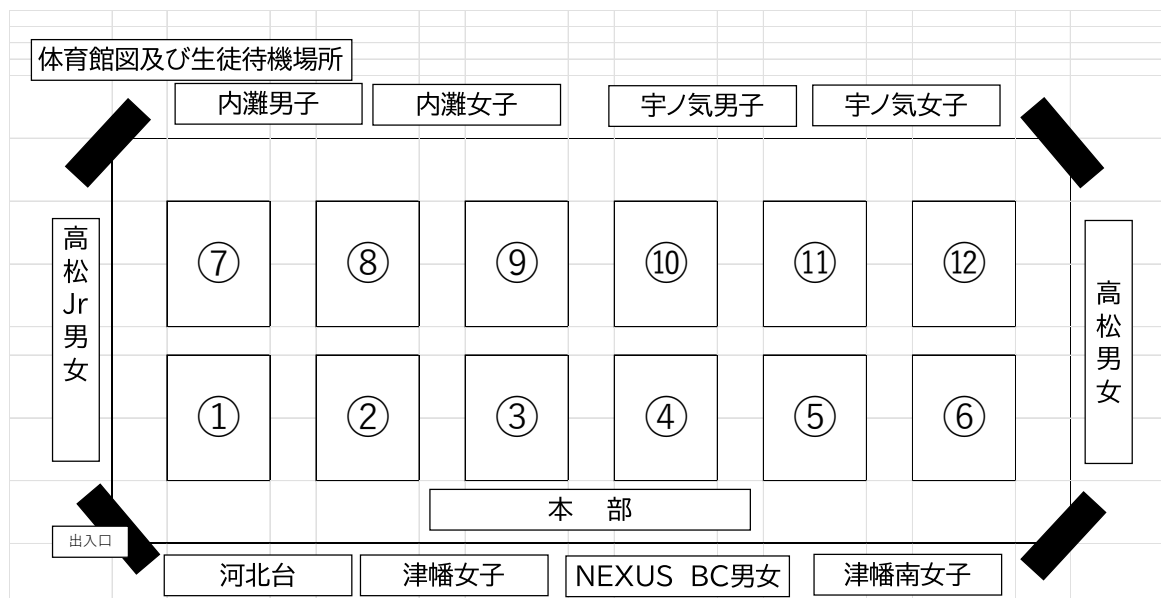 体育館図及び生徒待機場所
内灘男子
内灘女子
宇ノ気男子
宇ノ気女子
高松Jr男女
⑦
⑧
⑨
⑩
⑪
⑫
高松男女
①
②
③
④
⑤
⑥
本 部
出入口
河北台
津幡女子
NEXUS BC男女
津幡南女子